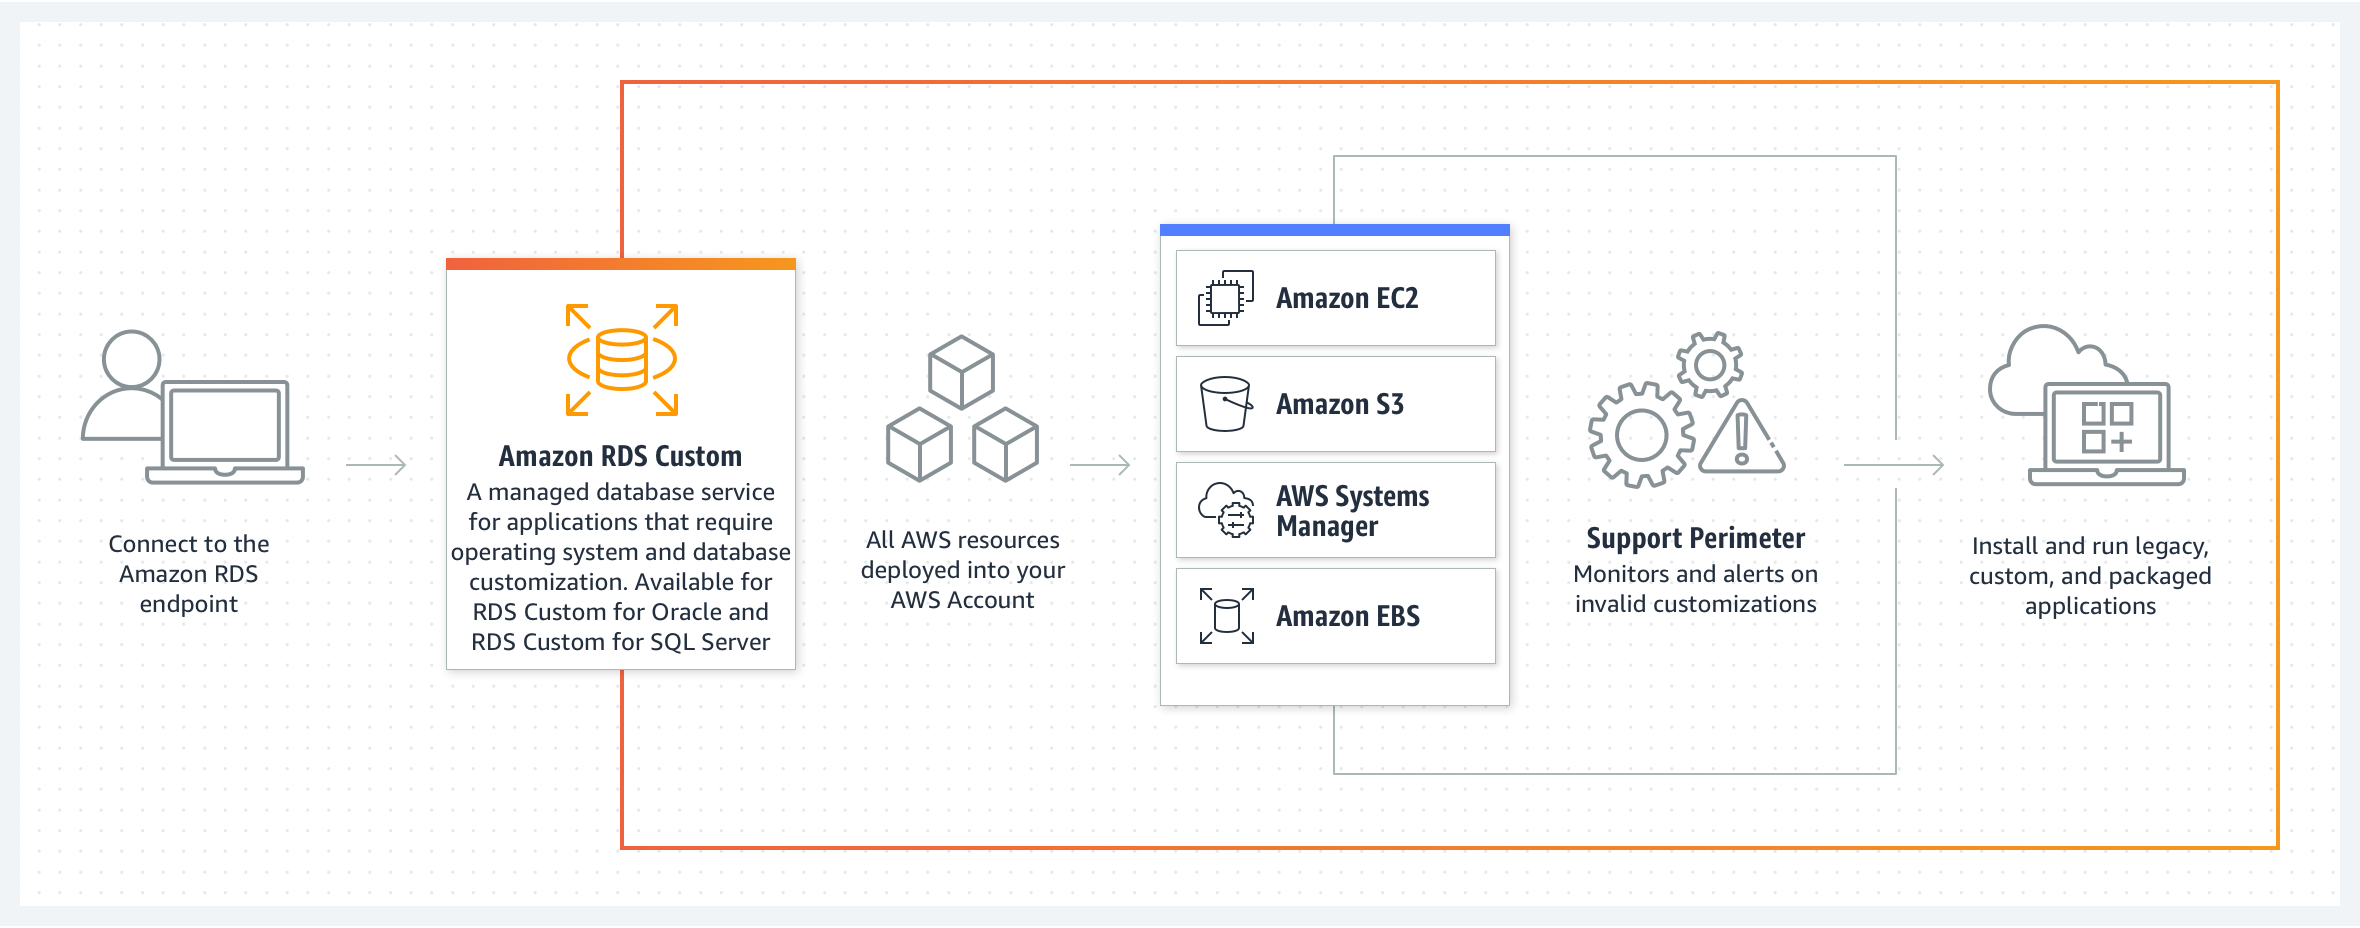 Connect to the
Amazon RDS
endpoint
Amazon RDS Custom
A managed database service
for applications that require
operating system and database
customization. Available for
RDS Custom for Oracle and
RDS Custom for SQL Server
All AWS resources
deployed into your
AWS Account
Amazon EC2
Amazon S3
AWS Systems
Manager
Amazon EBS
Support Perimeter
Monitors and alerts on
invalid customizations
Install and run legacy,
custom, and packaged
applications